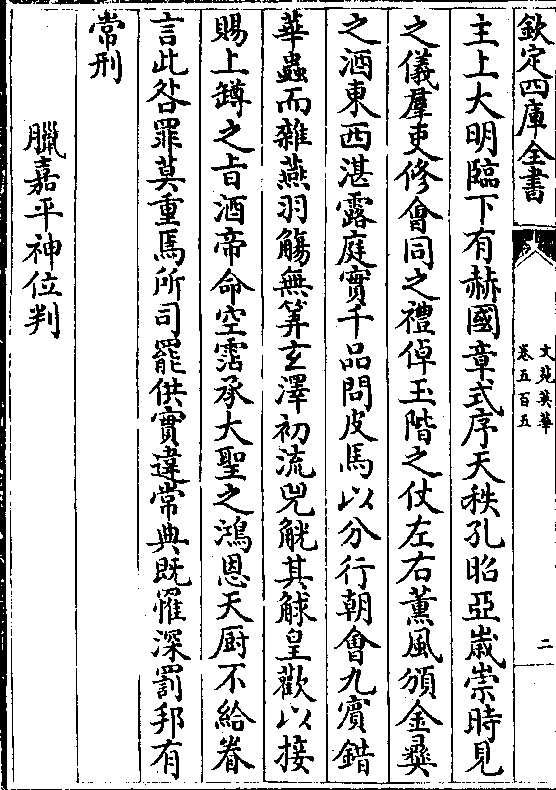 欽定四庫全書
文苑英華
卷五百五
二
主上大明臨下有赫國章式序天秩孔昭亞嵗崇時見
之儀羣吏修會同之禮倬玉階之仗左右薰風頒金彛
之酒東西湛露庭實千品問皮馬以分行朝會九賓錯
華蟲而雜燕羽觴無筭玄澤初流兕觥其觩皇歡以接
賜上罇之㫖酒帝命空霑承大聖之鴻恩天厨不給眷
言此咎罪莫重焉所司罷供實違常典既罹深罰邦有
常刑
臘嘉平神位判